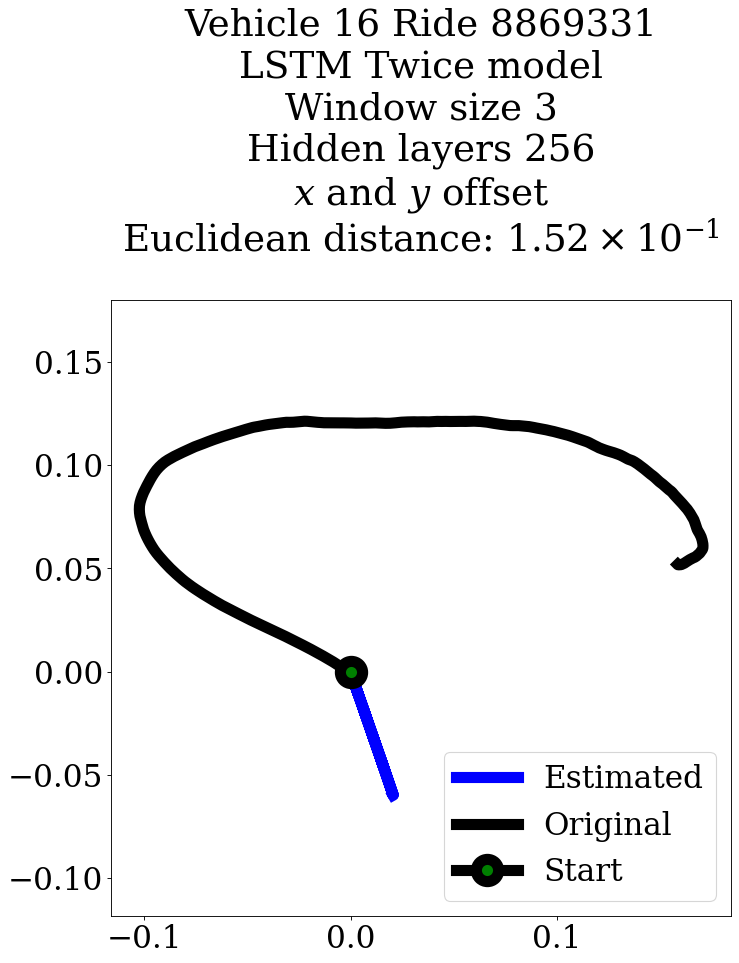 Vehicle 16 Ride 8869331
LSTM Twice model
Window size 3
Hidden layers 256
x and y offset
Euclidean distance: 1.52 × 10⁻¹
0.15
0.10
0.05
0.00
−0.05
−0.10
Estimated
Original
Start
−0.1
0.0
0.1